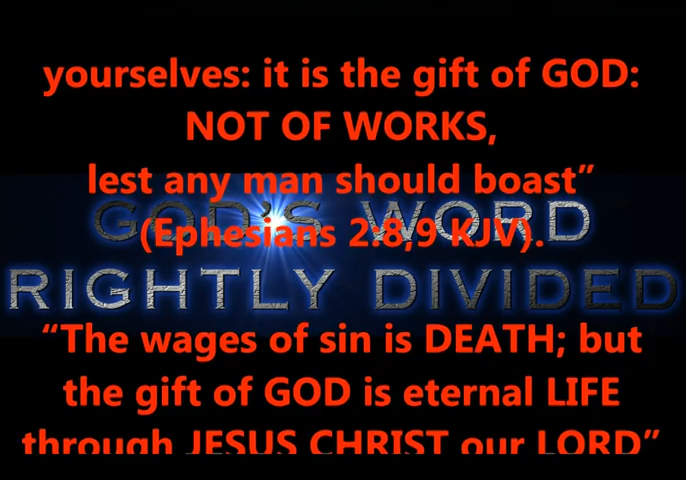 yourselves: it is the gift of GOD:
NOT OF WORKS,
lest any man should boast”
GOD'S WORD
(Ephesians 2:8,9 KJV).
RIGHTLY DIVIDED
“The wages of sin is DEATH; but
the gift of GOD is eternal LIFE
through JESUS CHRIST our LORD”